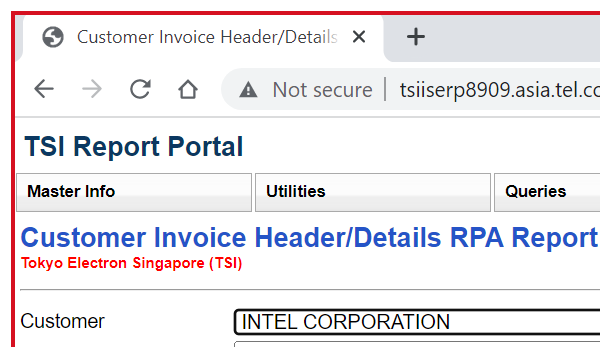 Customer Invoice Header/Details
Not secure | tsiiserp8909.asia.tel.co
TSI Report Portal
Master Info
Utilities
Queries
Customer Invoice Header/Details RPA Report
Tokyo Electron Singapore (TSI)
Customer
INTEL CORPORATION